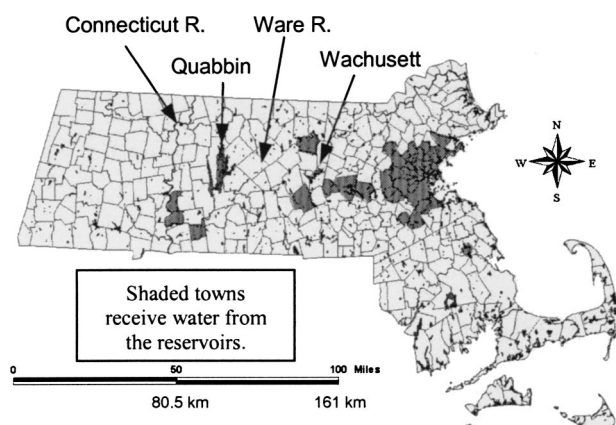 Connecticut R.
Ware R.
Quabbin
Wachusett
N
W
E
S
Shaded towns
receive water from
the reservoirs.
0
50
100 Miles
80.5 km
161 km